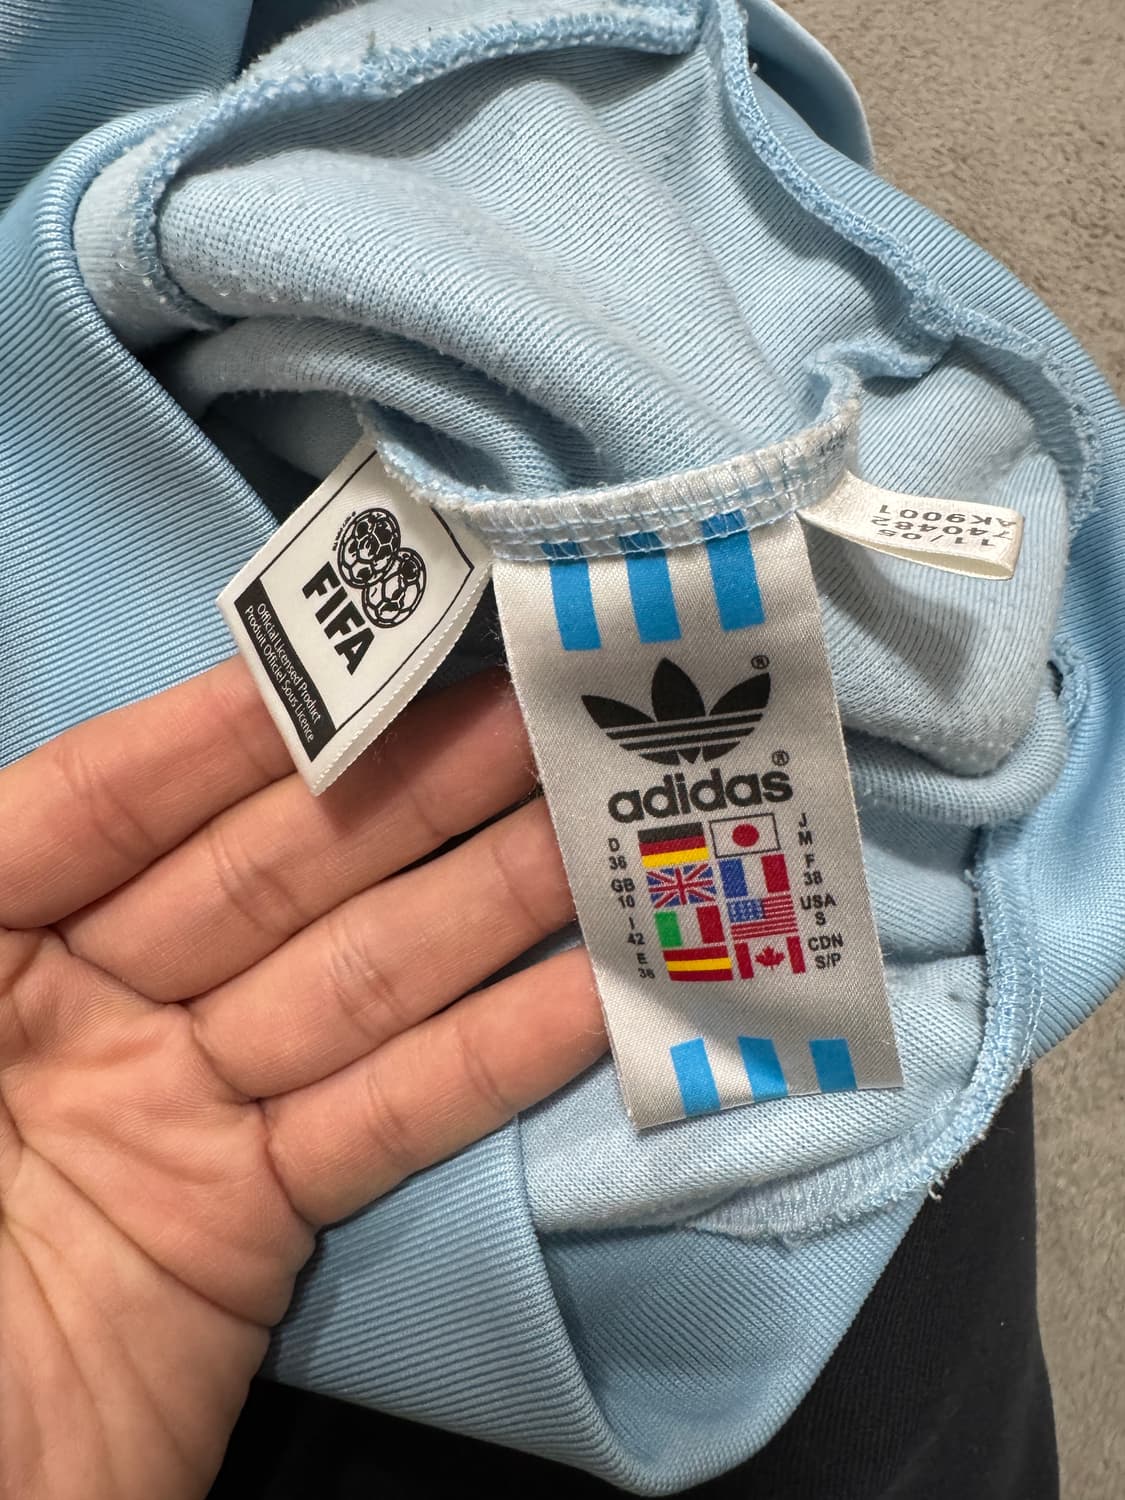 FIFA
Official Licensed Product
Produit Officiel Sous Licence
®
®
adidas
D
36
GB
10
I
42
E
36
J
M
F
38
USA
S
CDN
S/P
11/05
740482
AK9001